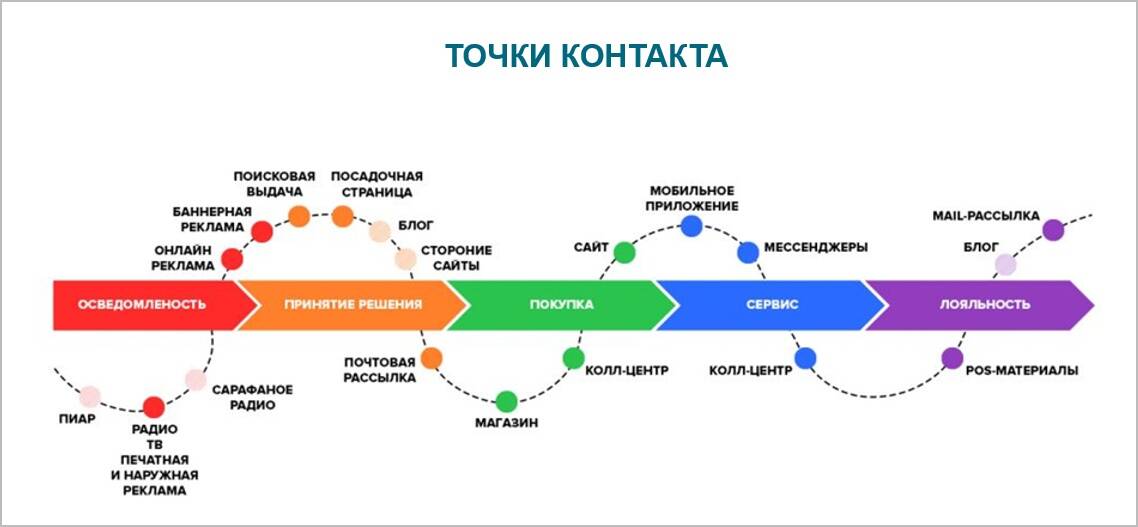 ТОЧКИ КОНТАКТА
ПОИСКОВАЯ
ВЫДАЧА
ПОСАДОЧНАЯ
СТРАНИЦА
БАННЕРНАЯ
РЕКЛАМА
БЛОГ
ОНЛАЙН
РЕКЛАМА
СТОРОНИЕ
САЙТЫ
САЙТ
МОБИЛЬНОЕ
ПРИЛОЖЕНИЕ
МЕССЕНДЖЕРЫ
MAIL-РАССЫЛКА
БЛОГ
ОСВЕДОМЛЕНОСТЬ
ПРИНЯТИЕ РЕШЕНИЯ
ПОКУПКА
СЕРВИС
ЛОЯЛЬНОСТЬ
ПИАР
РАДИО
ТВ
ПЕЧАТНАЯ
И НАРУЖНАЯ
РЕКЛАМА
САРАФАНОЕ
РАДИО
ПОЧТОВАЯ
РАССЫЛКА
МАГАЗИН
КОЛЛ-ЦЕНТР
КОЛЛ-ЦЕНТР
POS-МАТЕРИАЛЫ